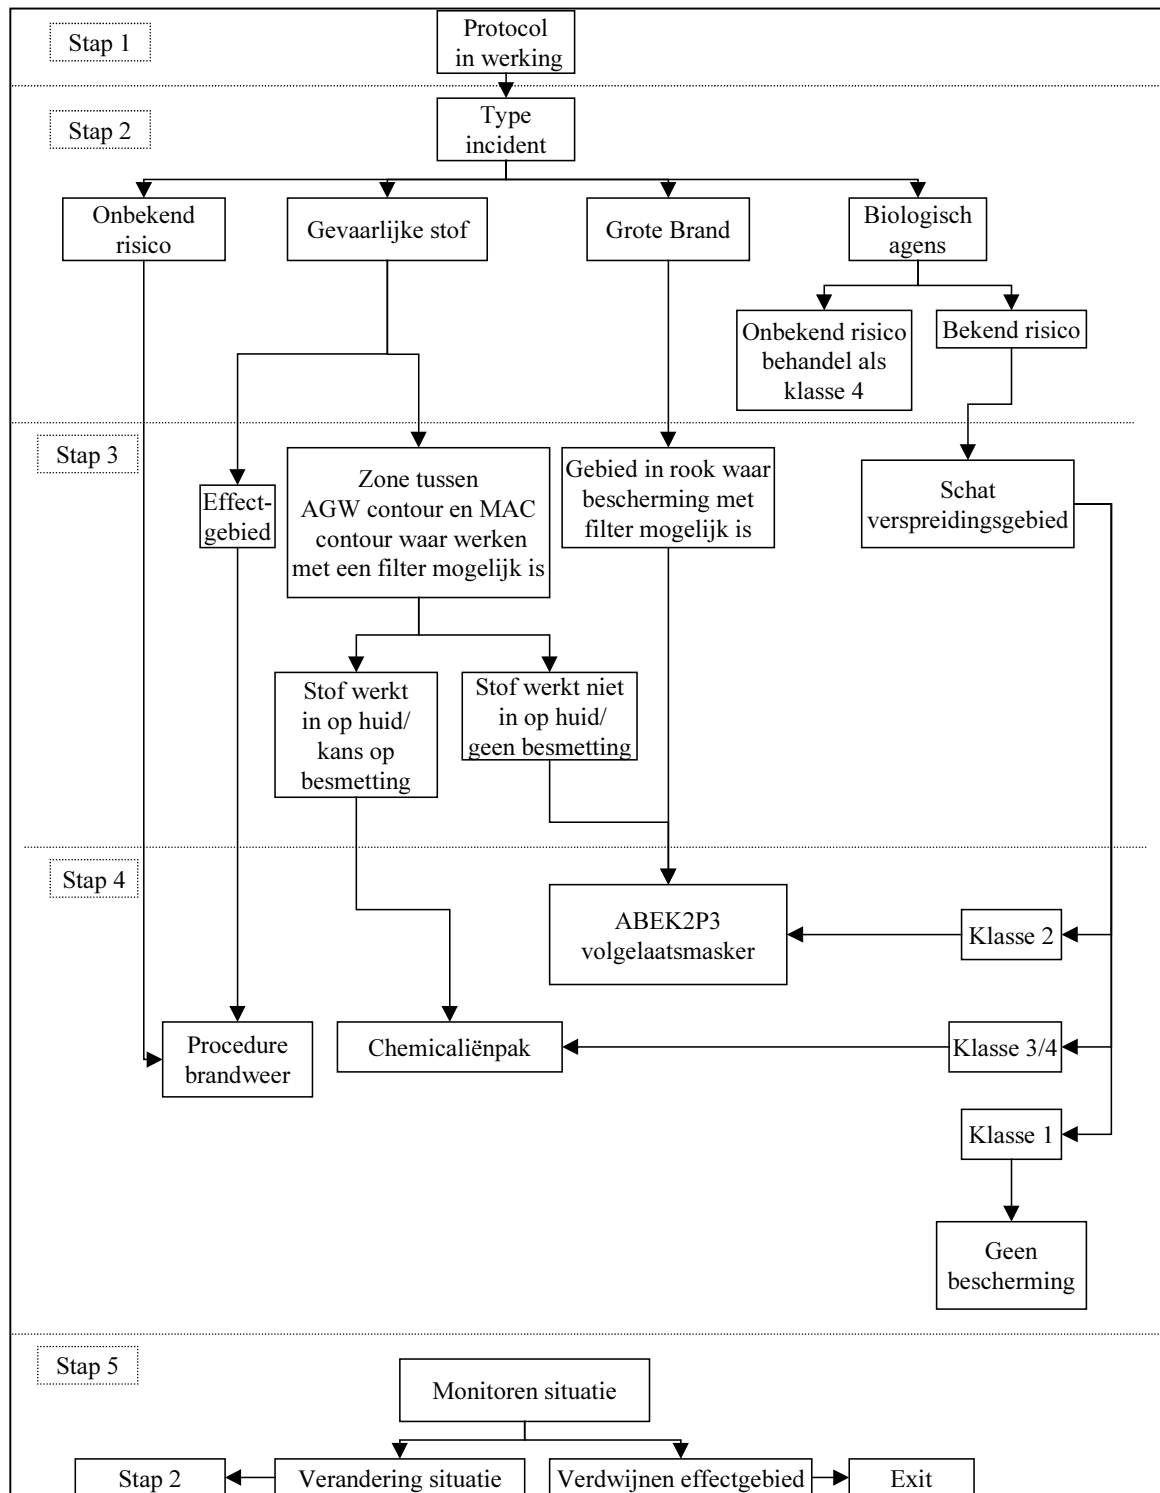 Stap 1
Protocol
in werking
Stap 2
Type
incident
Onbekend
risico
Gevaarlijke stof
Grote Brand
Biologisch
agens
Onbekend risico
behandel als
klasse 4
Bekend risico
Stap 3
Effect-
gebied
Zone tussen
AGW contour en MAC
contour waar werken
met een filter mogelijk is
Gebied in rook waar
bescherming met
filter mogelijk is
Schat
verspreidingsgebied
Stof werkt
in op huid/
kans op
besmetting
Stof werkt niet
in op huid/
geen besmetting
Stap 4
ABEK2P3
volgelaatsmasker
Klasse 2
Procedure
brandweer
Chemicaliënpak
Klasse 3/4
Klasse 1
Geen
bescherming
Stap 5
Monitoren situatie
Stap 2
Verandering situatie
Verdwijnen effectgebied
Exit